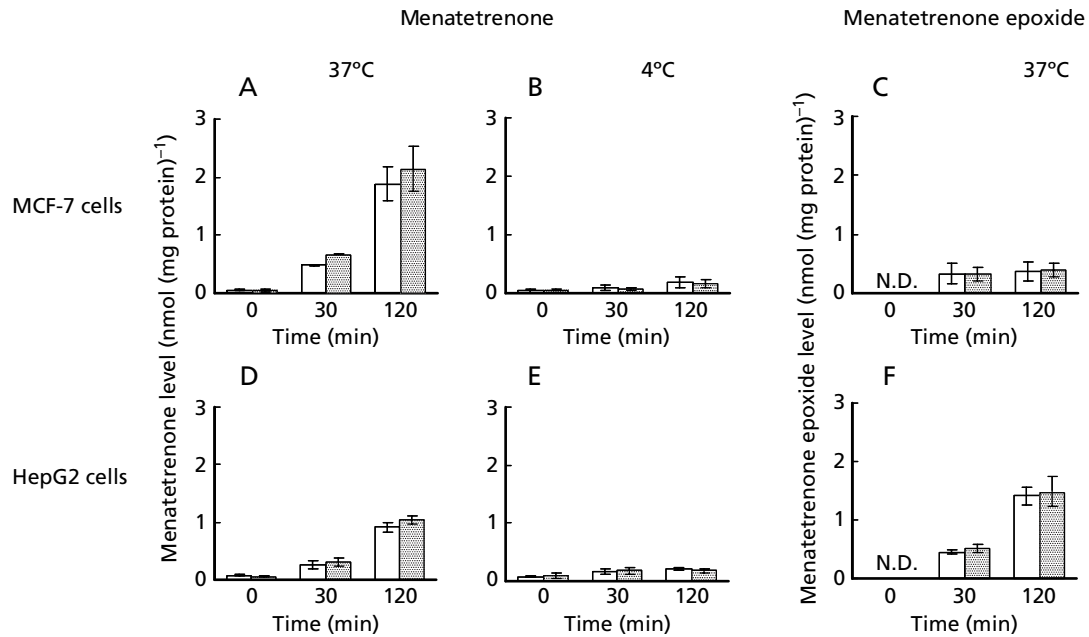 Menatetrenone
Menatetrenone epoxide
37°C
4°C
37°C
MCF-7 cells
HepG2 cells
Menatetrenone level (nmol (mg protein)⁻¹)
Menatetrenone epoxide level (nmol (mg protein)⁻¹)
A
3
2
1
0
0 30 120
Time (min)
B
3
2
1
0
0 30 120
Time (min)
C
3
2
1
0
N.D.
0 30 120
Time (min)
D
3
2
1
0
0 30 120
Time (min)
E
3
2
1
0
0 30 120
Time (min)
F
3
2
1
0
N.D.
0 30 120
Time (min)